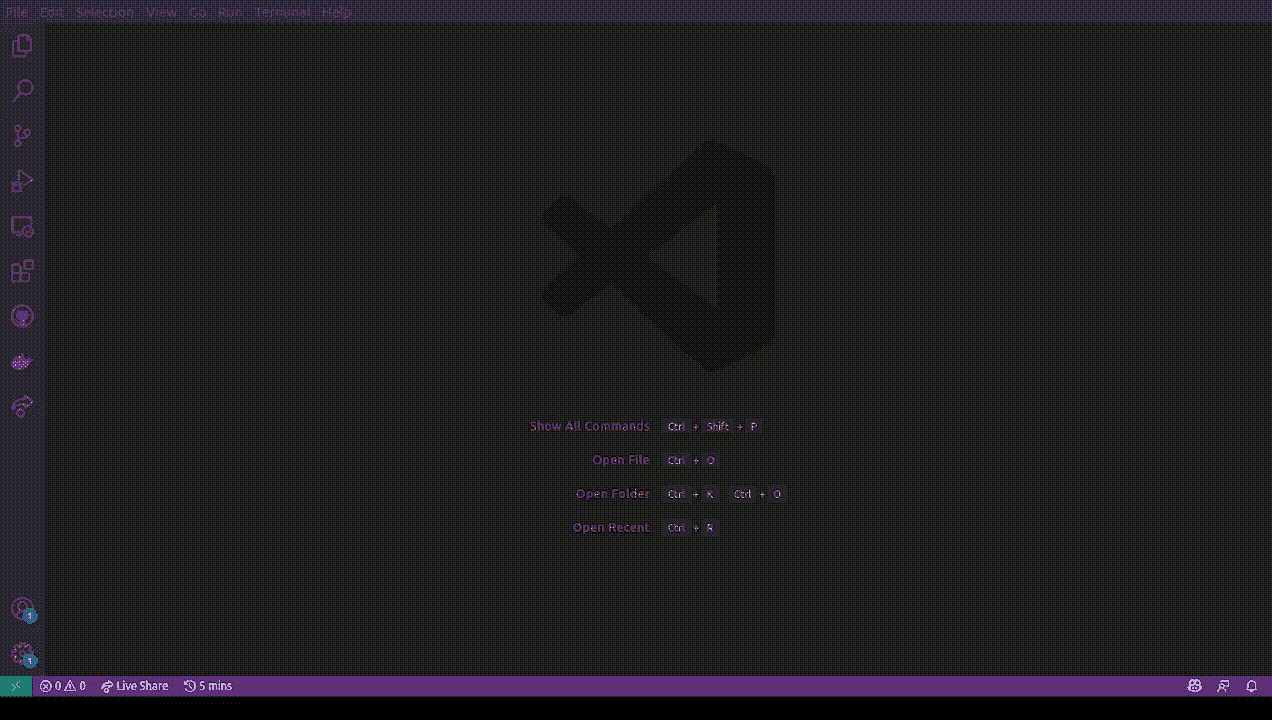 File Edit Selection View Go Run Terminal Help
Show All Commands Ctrl + Shift + P
Open File Ctrl + O
Open Folder Ctrl + K Ctrl + O
Open Recent Ctrl + R
1
1
0 0 Live Share 5 mins